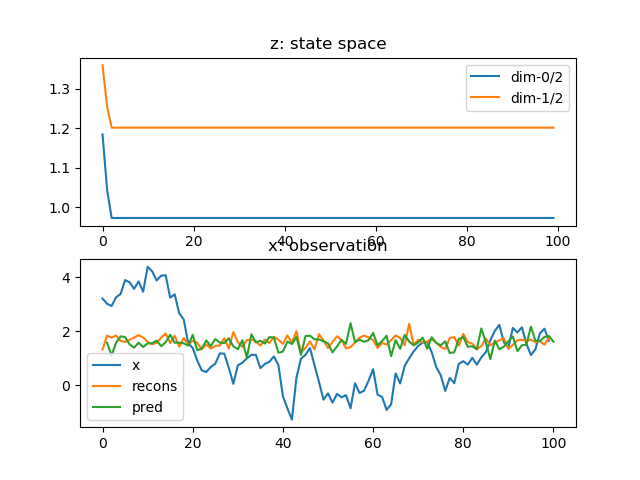 z: state space
1.3
1.2
1.1
1.0
dim-0/2
dim-1/2
0 20 40 60 80 100
x: observation
4
2
0
x
recons
pred
0 20 40 60 80 100